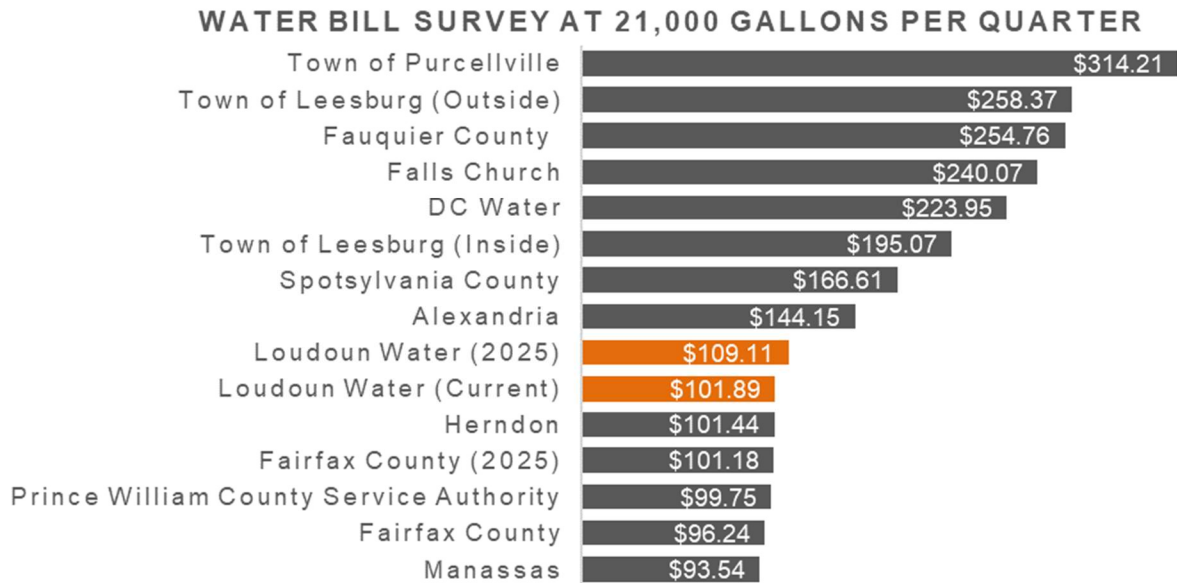 WATER BILL SURVEY AT 21,000 GALLONS PER QUARTER
Town of Purcellville $314.21
Town of Leesburg (Outside) $258.37
Fauquier County $254.76
Falls Church $240.07
DC Water $223.95
Town of Leesburg (Inside) $195.07
Spotsylvania County $166.61
Alexandria $144.15
Loudoun Water (2025) $109.11
Loudoun Water (Current) $101.89
Herndon $101.44
Fairfax County (2025) $101.18
Prince William County Service Authority $99.75
Fairfax County $96.24
Manassas $93.54